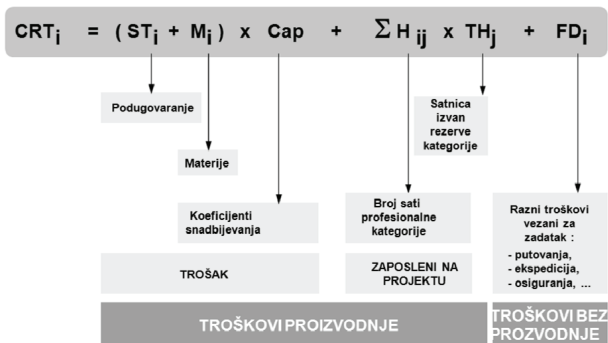 CRTi = ( STi + Mi ) x Cap + Σ H ij x THj + FDi
Podugovaranje
Materije
Koeficijenti
snadbijevanja
TROŠAK
Satnica
izvan
rezerve
kategorije
Broj sati
profesionalne
kategorije
ZAPOSLENI NA
PROJEKTU
Razni troškovi
vezani za
zadatak :
- putovanja,
- ekspedicija,
- osiguranja, ...
TROŠKOVI PROIZVODNJE
TROŠKOVI BEZ
PROZVODNJE